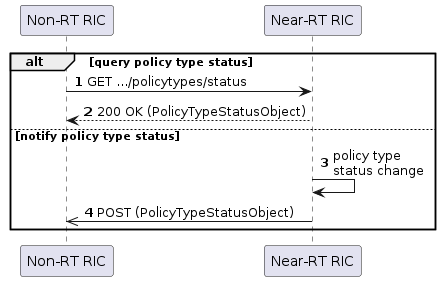 Non-RT RIC
Near-RT RIC
alt [query policy type status]
1 GET .../policytypes/status
2 200 OK (PolicyTypeStatusObject)
[notify policy type status]
3 policy type
status change
4 POST (PolicyTypeStatusObject)
Non-RT RIC
Near-RT RIC